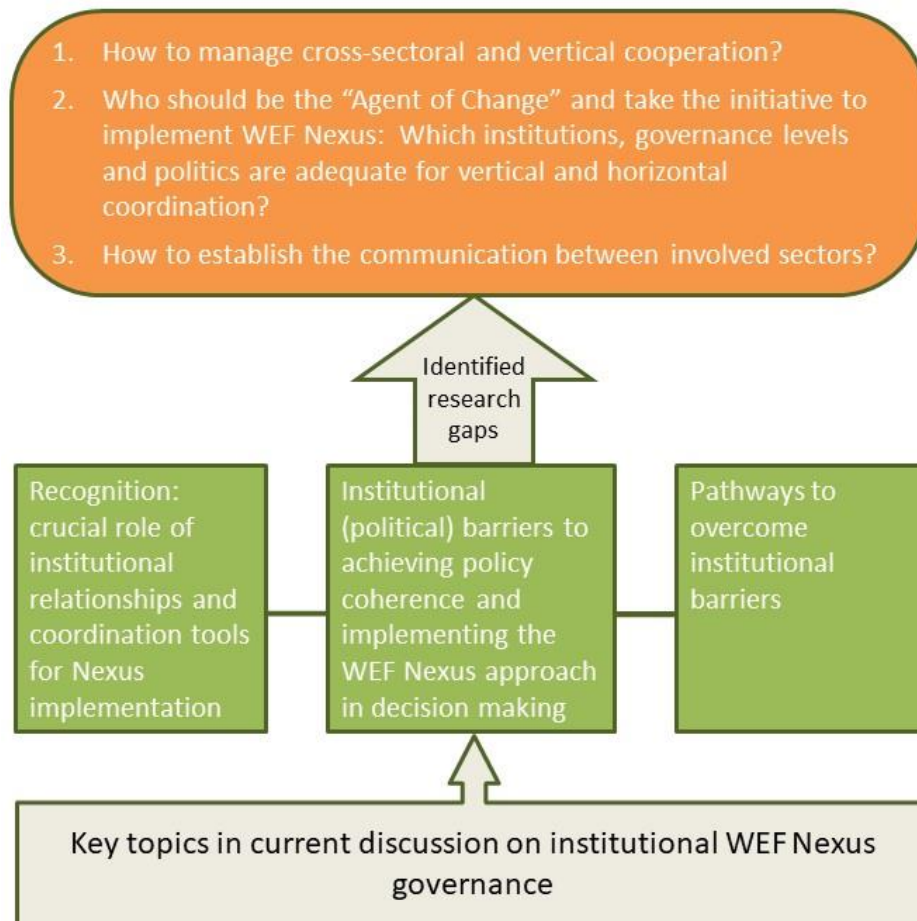 1. How to manage cross-sectoral and vertical cooperation?
2. Who should be the “Agent of Change” and take the initiative to
implement WEF Nexus: Which institutions, governance levels
and politics are adequate for vertical and horizontal
coordination?
3. How to establish the communication between involved sectors?
Identified
research
gaps
Recognition:
crucial role of
institutional
relationships and
coordination tools
for Nexus
implementation
Institutional
(political) barriers to
achieving policy
coherence and
implementing the
WEF Nexus approach
in decision making
Pathways to
overcome
institutional
barriers
Key topics in current discussion on institutional WEF Nexus
governance